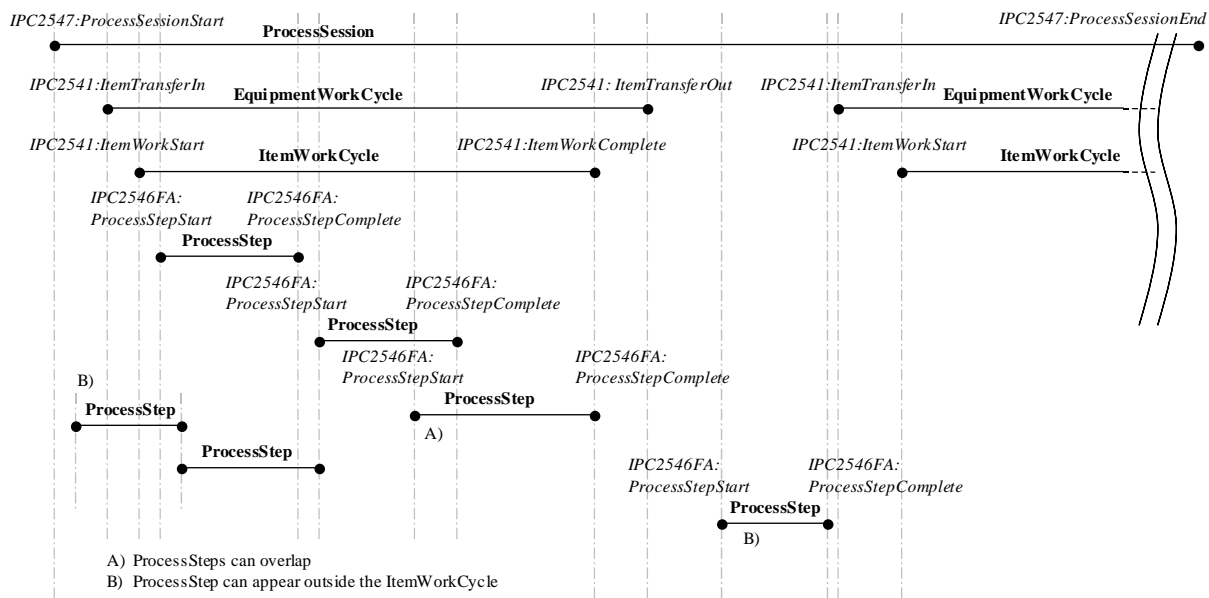 IPC2547:ProcessSessionStart
IPC2547:ProcessSessionEnd
ProcessSession
IPC2541:ItemTransferIn
EquipmentWorkCycle
IPC2541: ItemTransferOut
IPC2541:ItemTransferIn
EquipmentWorkCycle
IPC2541:ItemWorkStart
ItemWorkCycle
IPC2541:ItemWorkComplete
IPC2541:ItemWorkStart
ItemWorkCycle
IPC2546FA:
ProcessStepStart
IPC2546FA:
ProcessStepComplete
ProcessStep
IPC2546FA:
ProcessStepStart
IPC2546FA:
ProcessStepComplete
ProcessStep
IPC2546FA:
ProcessStepStart
IPC2546FA:
ProcessStepComplete
B)
ProcessStep
ProcessStep
A)
ProcessStep
IPC2546FA:
ProcessStepStart
IPC2546FA:
ProcessStepComplete
ProcessStep
B)
A) ProcessSteps can overlap
B) ProcessStep can appear outside the ItemWorkCycle